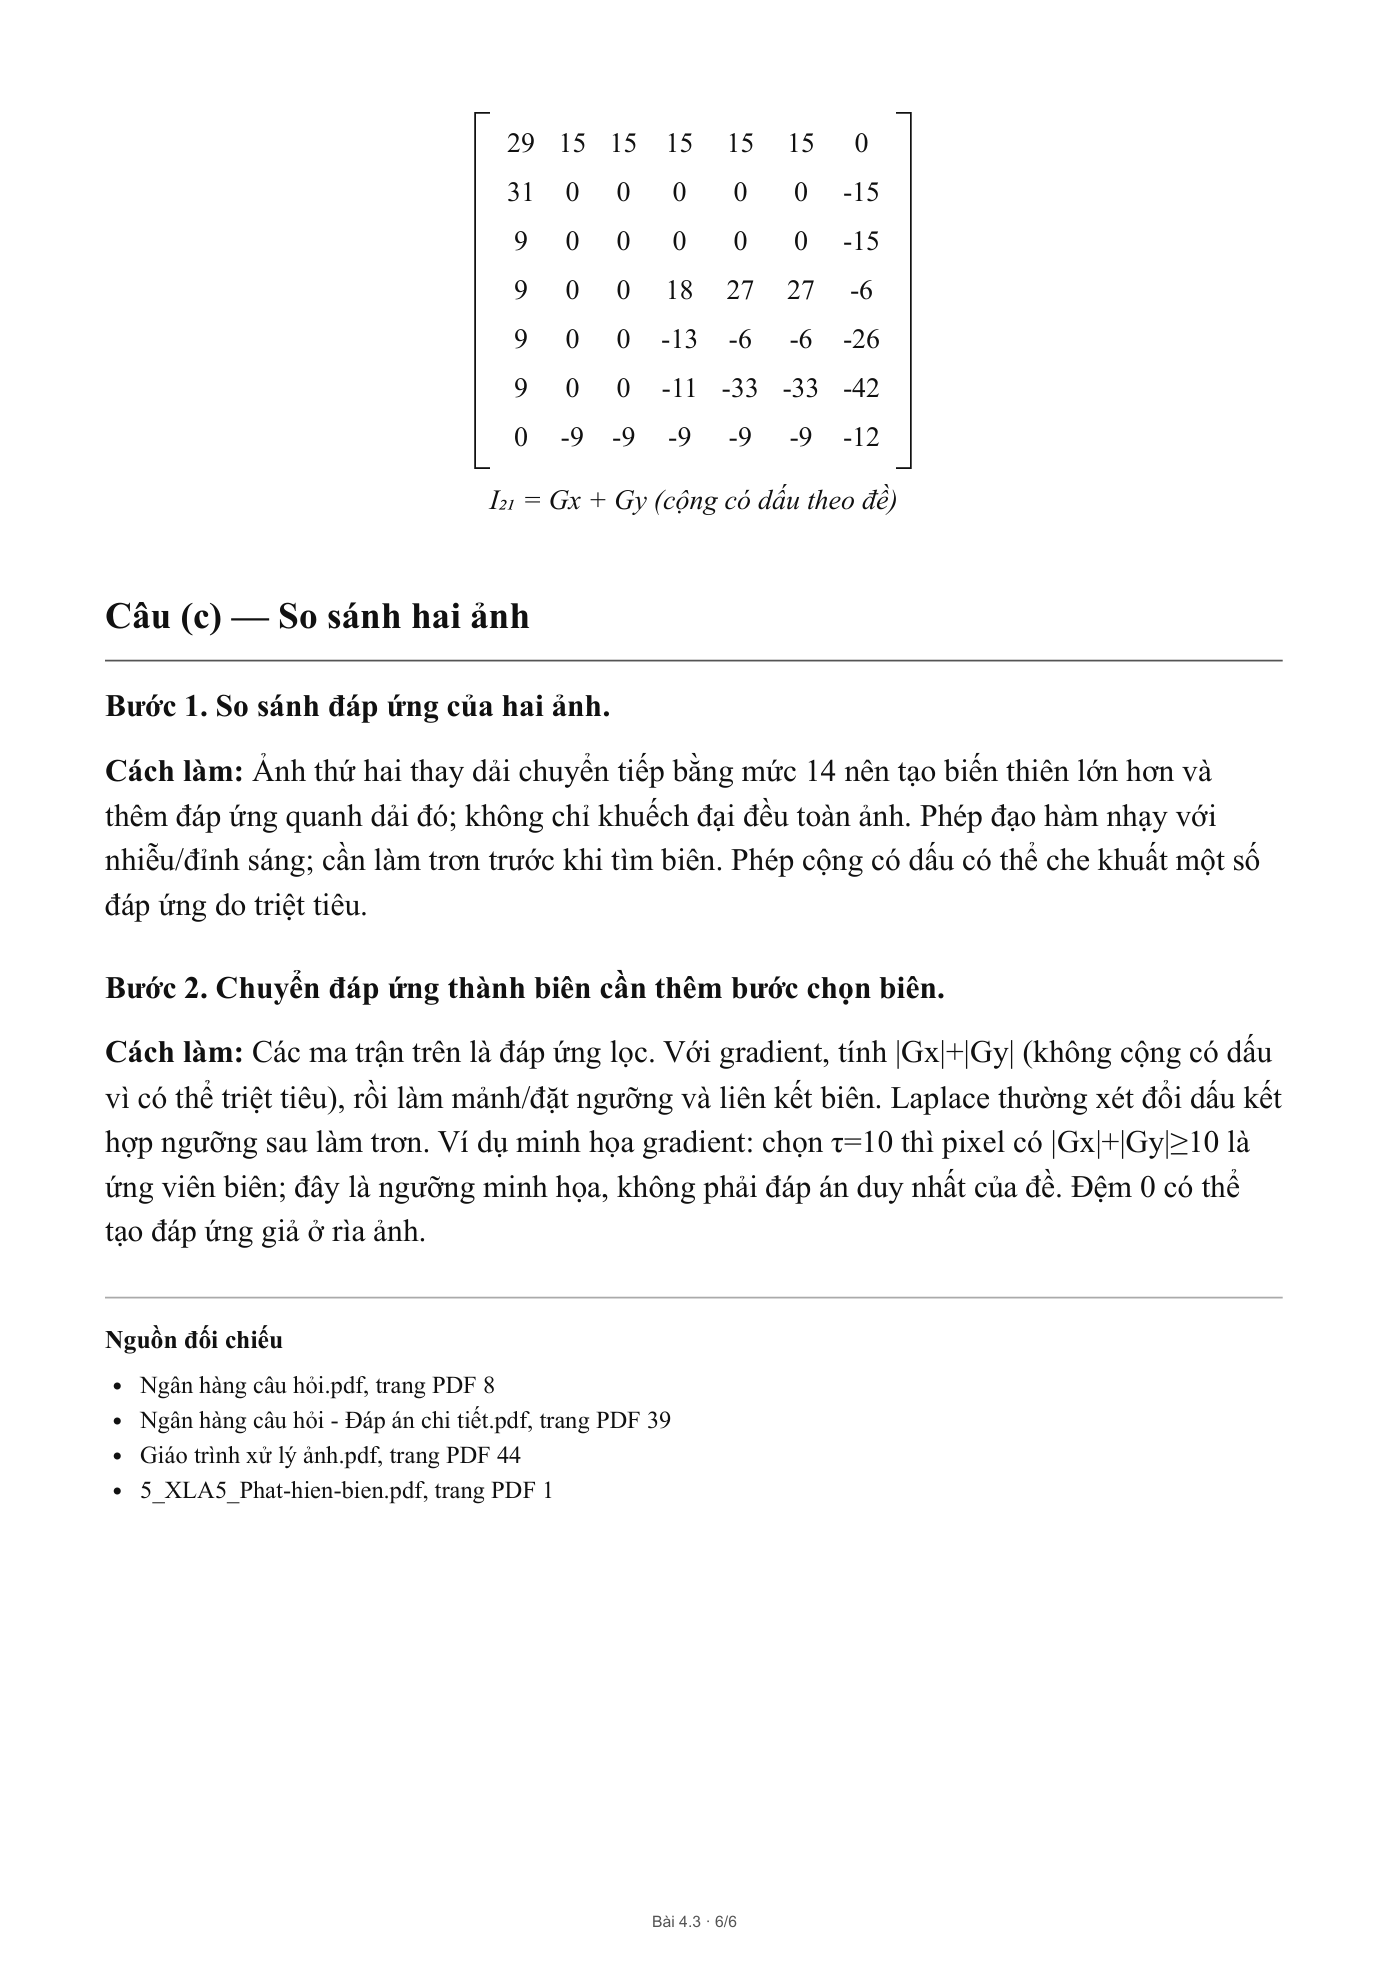 29 15 15 15 15 15 0
31 0 0 0 0 0 -15
9 0 0 0 0 0 -15
9 0 0 18 27 27 -6
9 0 0 -13 -6 -6 -26
9 0 0 -11 -33 -33 -42
0 -9 -9 -9 -9 -9 -12
I₂₁ = Gx + Gy (cộng có dấu theo đề)
Câu (c) — So sánh hai ảnh
Bước 1. So sánh đáp ứng của hai ảnh.
Cách làm: Ảnh thứ hai thay dải chuyển tiếp bằng mức 14 nên tạo biến thiên lớn hơn và
thêm đáp ứng quanh dải đó; không chỉ khuếch đại đều toàn ảnh. Phép đạo hàm nhạy với
nhiễu/đỉnh sáng; cần làm trơn trước khi tìm biên. Phép cộng có dấu có thể che khuất một số
đáp ứng do triệt tiêu.
Bước 2. Chuyển đáp ứng thành biên cần thêm bước chọn biên.
Cách làm: Các ma trận trên là đáp ứng lọc. Với gradient, tính |Gx|+|Gy| (không cộng có dấu
vì có thể triệt tiêu), rồi làm mảnh/đặt ngưỡng và liên kết biên. Laplace thường xét đổi dấu kết
hợp ngưỡng sau làm trơn. Ví dụ minh họa gradient: chọn τ=10 thì pixel có |Gx|+|Gy|≥10 là
ứng viên biên; đây là ngưỡng minh họa, không phải đáp án duy nhất của đề. Đệm 0 có thể
tạo đáp ứng giả ở rìa ảnh.
Nguồn đối chiếu
• Ngân hàng câu hỏi.pdf, trang PDF 8
• Ngân hàng câu hỏi - Đáp án chi tiết.pdf, trang PDF 39
• Giáo trình xử lý ảnh.pdf, trang PDF 44
• 5_XLA5_Phat-hien-bien.pdf, trang PDF 1
Bài 4.3 · 6/6